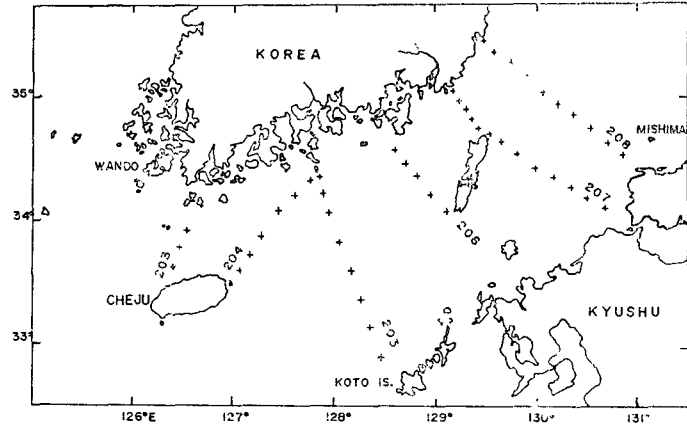 KOREA
35°
208
MISHIMA
WANDO
207
34°
206
203
204
CHEJU
KYUSHU
33°
205
KOTO IS.
126°E
127°
128°
129°
130°
131°